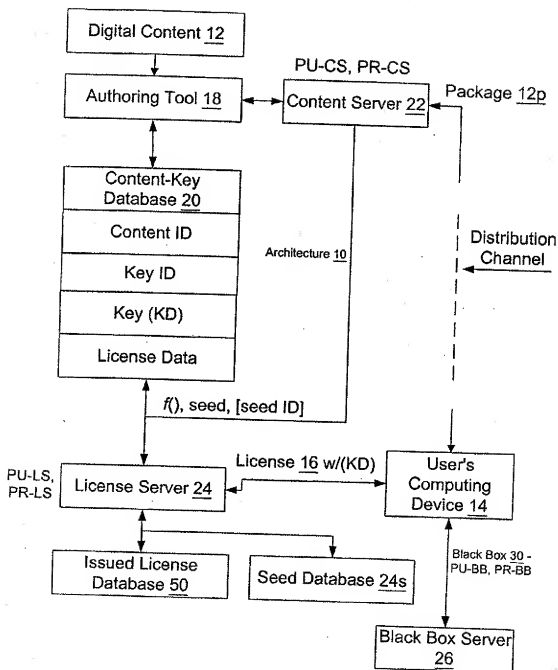 Digital Content 12
PU-CS, PR-CS
Authoring Tool 18
Content Server 22
Package 12p
Content-Key
Database 20
Content ID
Key ID
Key (KD)
License Data
Architecture 10
Distribution
Channel
f(), seed, [seed ID]
PU-LS,
PR-LS
License Server 24
License 16 w/(KD)
User's
Computing
Device 14
Issued License
Database 50
Seed Database 24s
Black Box 30 -
PU-BB, PR-BB
Black Box Server
26